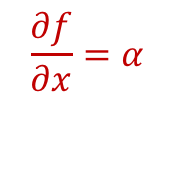 ∂f/∂x = α